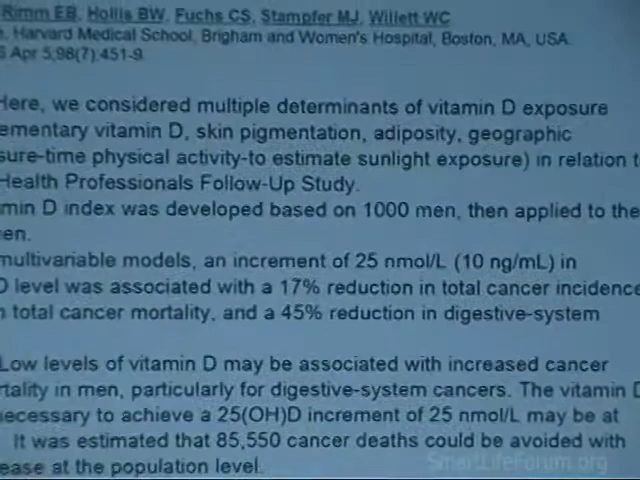 Rimm EB, Hollis BW, Fuchs CS, Stampfer MJ, Willett WC
, Harvard Medical School, Brigham and Women's Hospital, Boston, MA, USA.
Apr 5;98(7):451-9
Here, we considered multiple determinants of vitamin D exposure
ementary vitamin D, skin pigmentation, adiposity, geographic
sure-time physical activity-to estimate sunlight exposure) in relation t
Health Professionals Follow-Up Study.
min D index was developed based on 1000 men, then applied to the
en.
multivariable models, an increment of 25 nmol/L (10 ng/mL) in
D level was associated with a 17% reduction in total cancer incidence
n total cancer mortality, and a 45% reduction in digestive-system
Low levels of vitamin D may be associated with increased cancer
rtality in men, particularly for digestive-system cancers. The vitamin D
necessary to achieve a 25(OH)D increment of 25 nmol/L may be at
It was estimated that 85,550 cancer deaths could be avoided with
ease at the population level.
SmartLifeForum.org